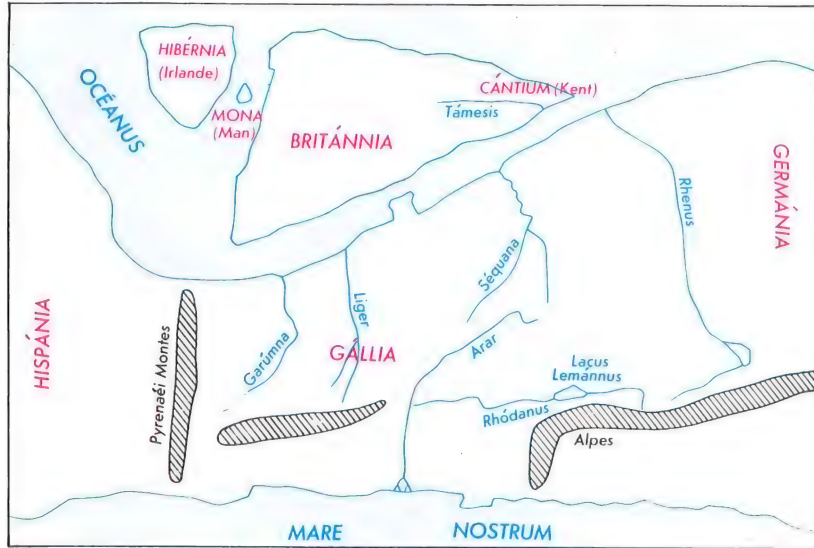 HIBÉRNIA
(Irlande)
OCÉANUS
MONA
(Man)
CÁNTIUM (Kent)
Támesis
BRITÁNNIA
GERMÁNIA
Rhenus
Séquana
HISPÁNIA
Pyrenaéi Montes
Garúmna
Liger
GÁLLIA
Arar
Laçus
Lemánnus
Rhódanus
Alpes
MARE NOSTRUM